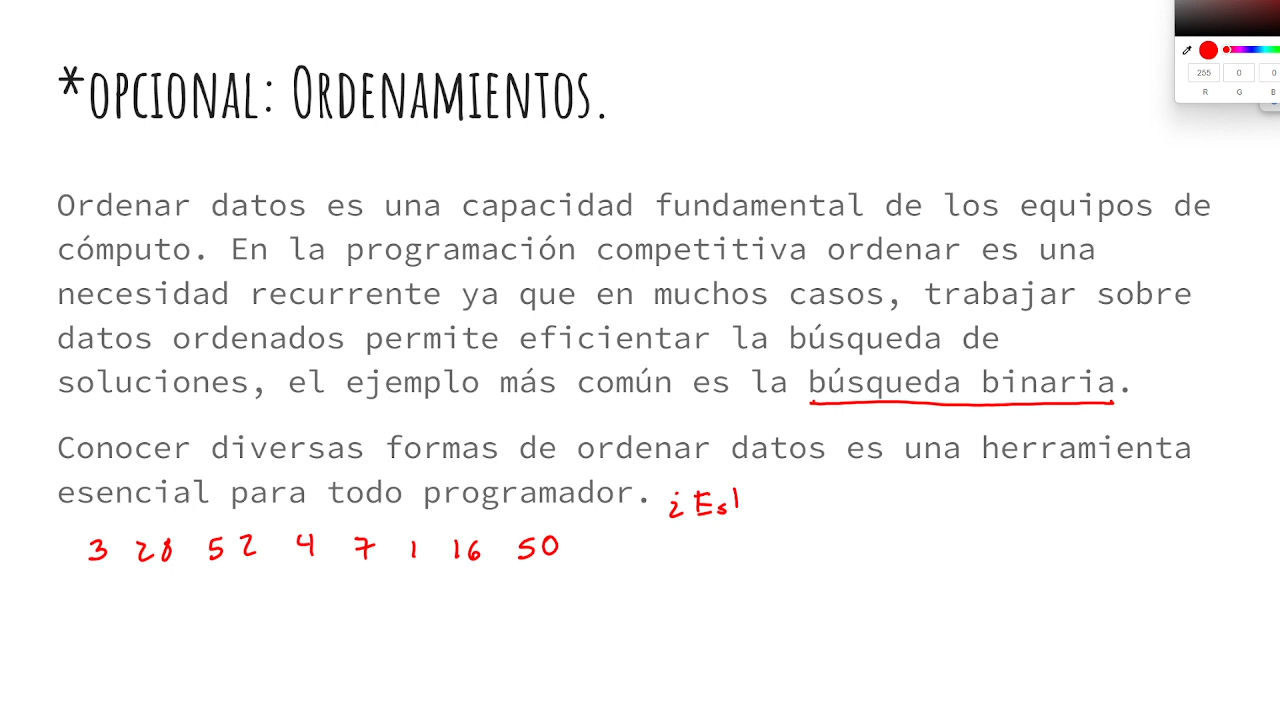 *opcional: Ordenamientos.
Ordenar datos es una capacidad fundamental de los equipos de
cómputo. En la programación competitiva ordenar es una
necesidad recurrente ya que en muchos casos, trabajar sobre
datos ordenados permite eficientar la búsqueda de
soluciones, el ejemplo más común es la búsqueda binaria.
Conocer diversas formas de ordenar datos es una herramienta
esencial para todo programador.
¿Es
3 28 52 4 7 1 16 50
255 0 0
R G B